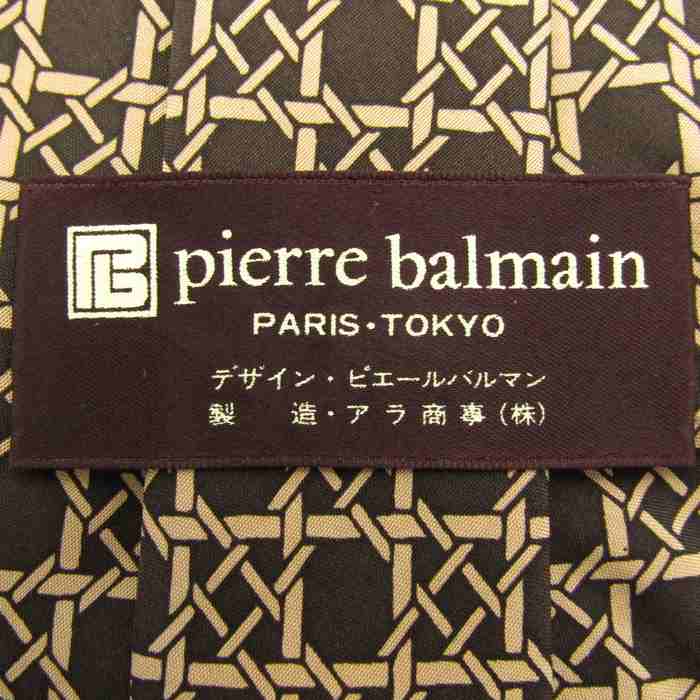 PB pierre balmain
PARIS・TOKYO
デザイン・ピエールバルマン
製　造・アラ商事(株)